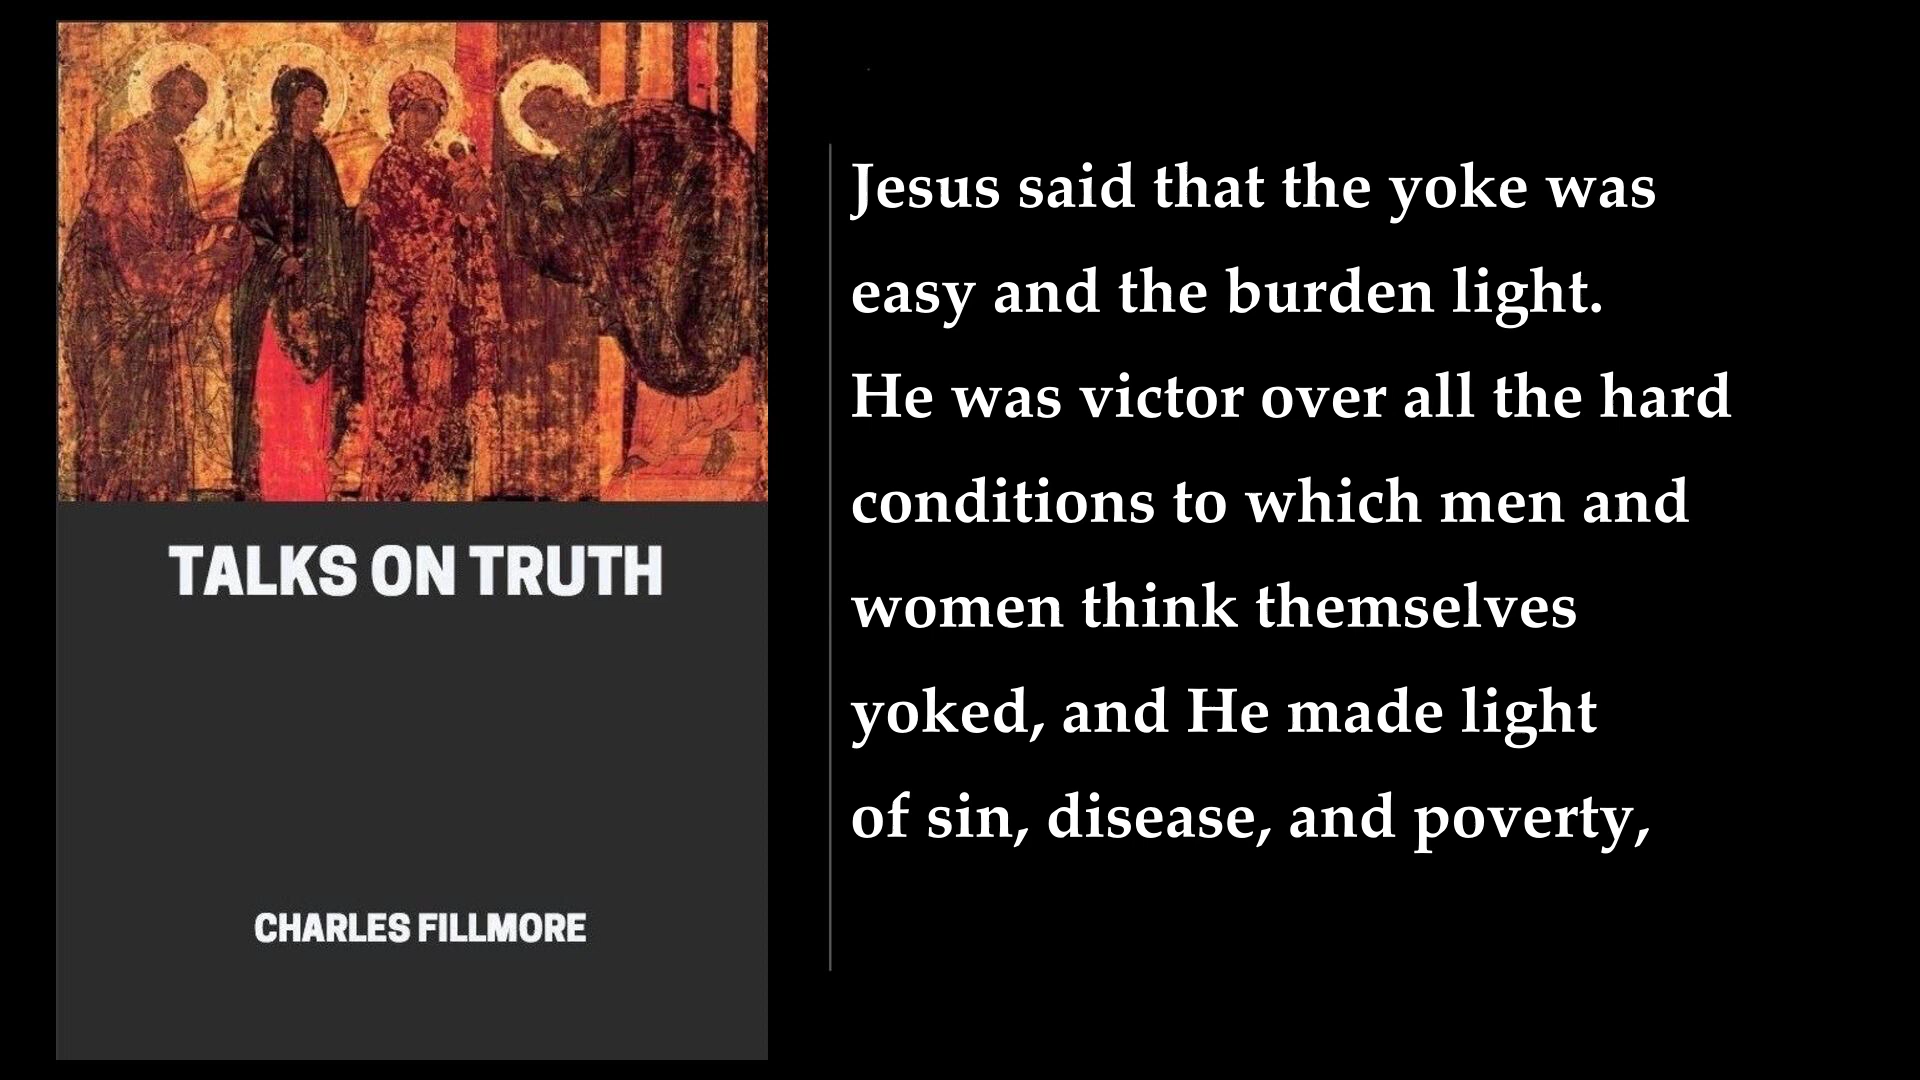 TALKS ON TRUTH
CHARLES FILLMORE
Jesus said that the yoke was
easy and the burden light.
He was victor over all the hard
conditions to which men and
women think themselves
yoked, and He made light
of sin, disease, and poverty,